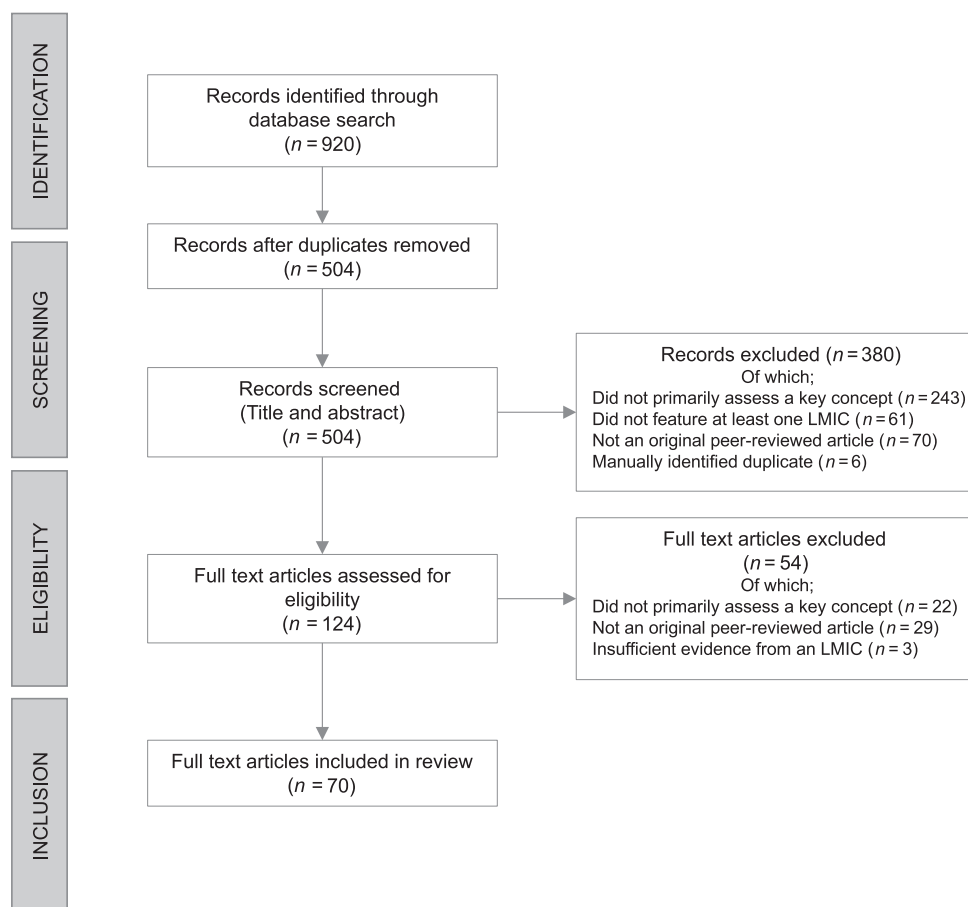 IDENTIFICATION
Records identified through
database search
(n = 920)
Records after duplicates removed
(n = 504)
SCREENING
Records screened
(Title and abstract)
(n = 504)
Records excluded (n = 380)
Of which;
Did not primarily assess a key concept (n = 243)
Did not feature at least one LMIC (n = 61)
Not an original peer-reviewed article (n = 70)
Manually identified duplicate (n = 6)
ELIGIBILITY
Full text articles assessed for
eligibility
(n = 124)
Full text articles excluded
(n = 54)
Of which;
Did not primarily assess a key concept (n = 22)
Not an original peer-reviewed article (n = 29)
Insufficient evidence from an LMIC (n = 3)
INCLUSION
Full text articles included in review
(n = 70)